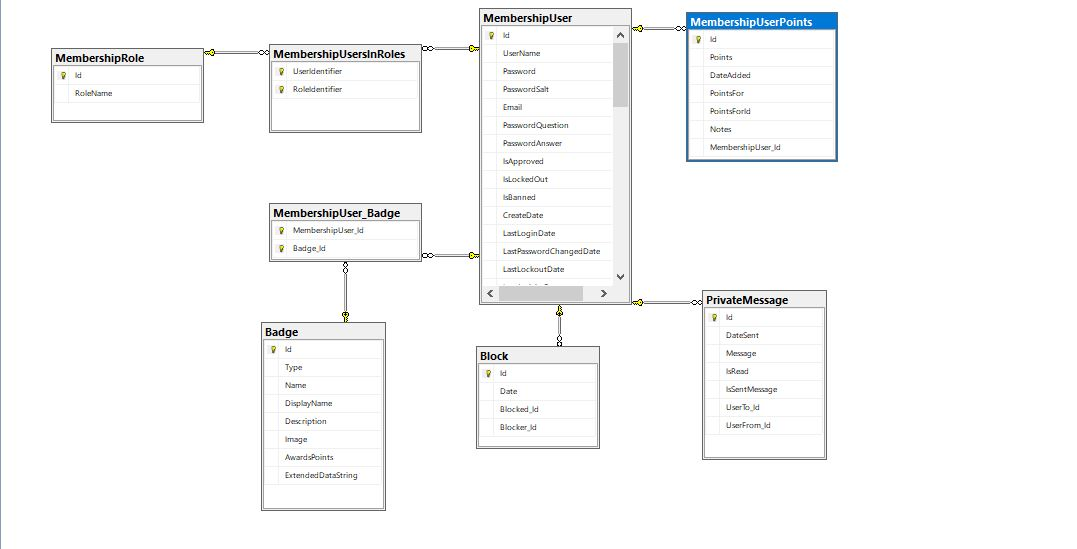 MembershipRole
Id
RoleName
MembershipUsersInRoles
UserIdentifier
RoleIdentifier
MembershipUser
Id
UserName
Password
PasswordSalt
Email
PasswordQuestion
PasswordAnswer
IsApproved
IsLockedOut
IsBanned
CreateDate
LastLoginDate
LastPasswordChangedDate
LastLockoutDate
MembershipUserPoints
Id
Points
DateAdded
PointsFor
PointsForId
Notes
MembershipUser_Id
MembershipUser_Badge
MembershipUser_Id
Badge_Id
Badge
Id
Type
Name
DisplayName
Description
Image
AwardsPoints
ExtendedDataString
Block
Id
Date
Blocked_Id
Blocker_Id
PrivateMessage
Id
DateSent
Message
IsRead
IsSentMessage
UserTo_Id
UserFrom_Id